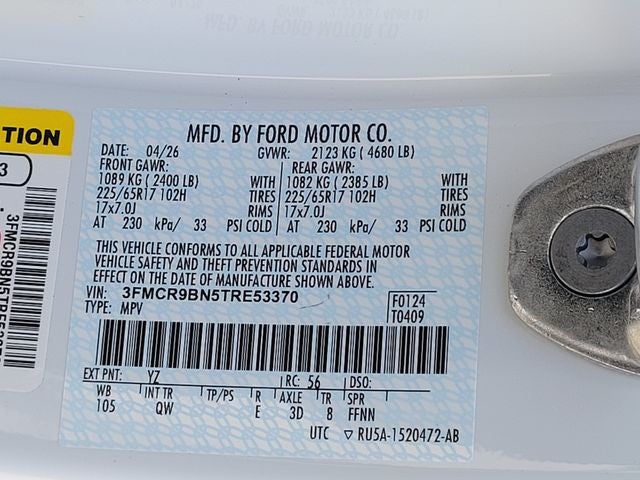 MFD. BY FORD MOTOR CO.
DATE: 04/26 GVWR: 2123 KG ( 4680 LB)
FRONT GAWR: REAR GAWR:
1089 KG ( 2400 LB) WITH 1082 KG ( 2385 LB) WITH
225/65R17 102H TIRES 225/65R17 102H TIRES
17x7.0J RIMS 17x7.0J RIMS
AT 230 kPa/ 33 PSI COLD AT 230 kPa/ 33 PSI COLD
THIS VEHICLE CONFORMS TO ALL APPLICABLE FEDERAL MOTOR
VEHICLE SAFETY AND THEFT PREVENTION STANDARDS IN
EFFECT ON THE DATE OF MANUFACTURE SHOWN ABOVE.
VIN: 3FMCR9BN5TRE53370 F0124
TYPE: MPV T0409
EXT PNT: YZ RC: 56 DSO:
WB INT TR TP/PS R AXLE TR SPR
105 QW E 3D 8 FFNN
UTC ▽ RU5A-1520472-AB
TION
3
MFD. BY FORD MOTOR CO.